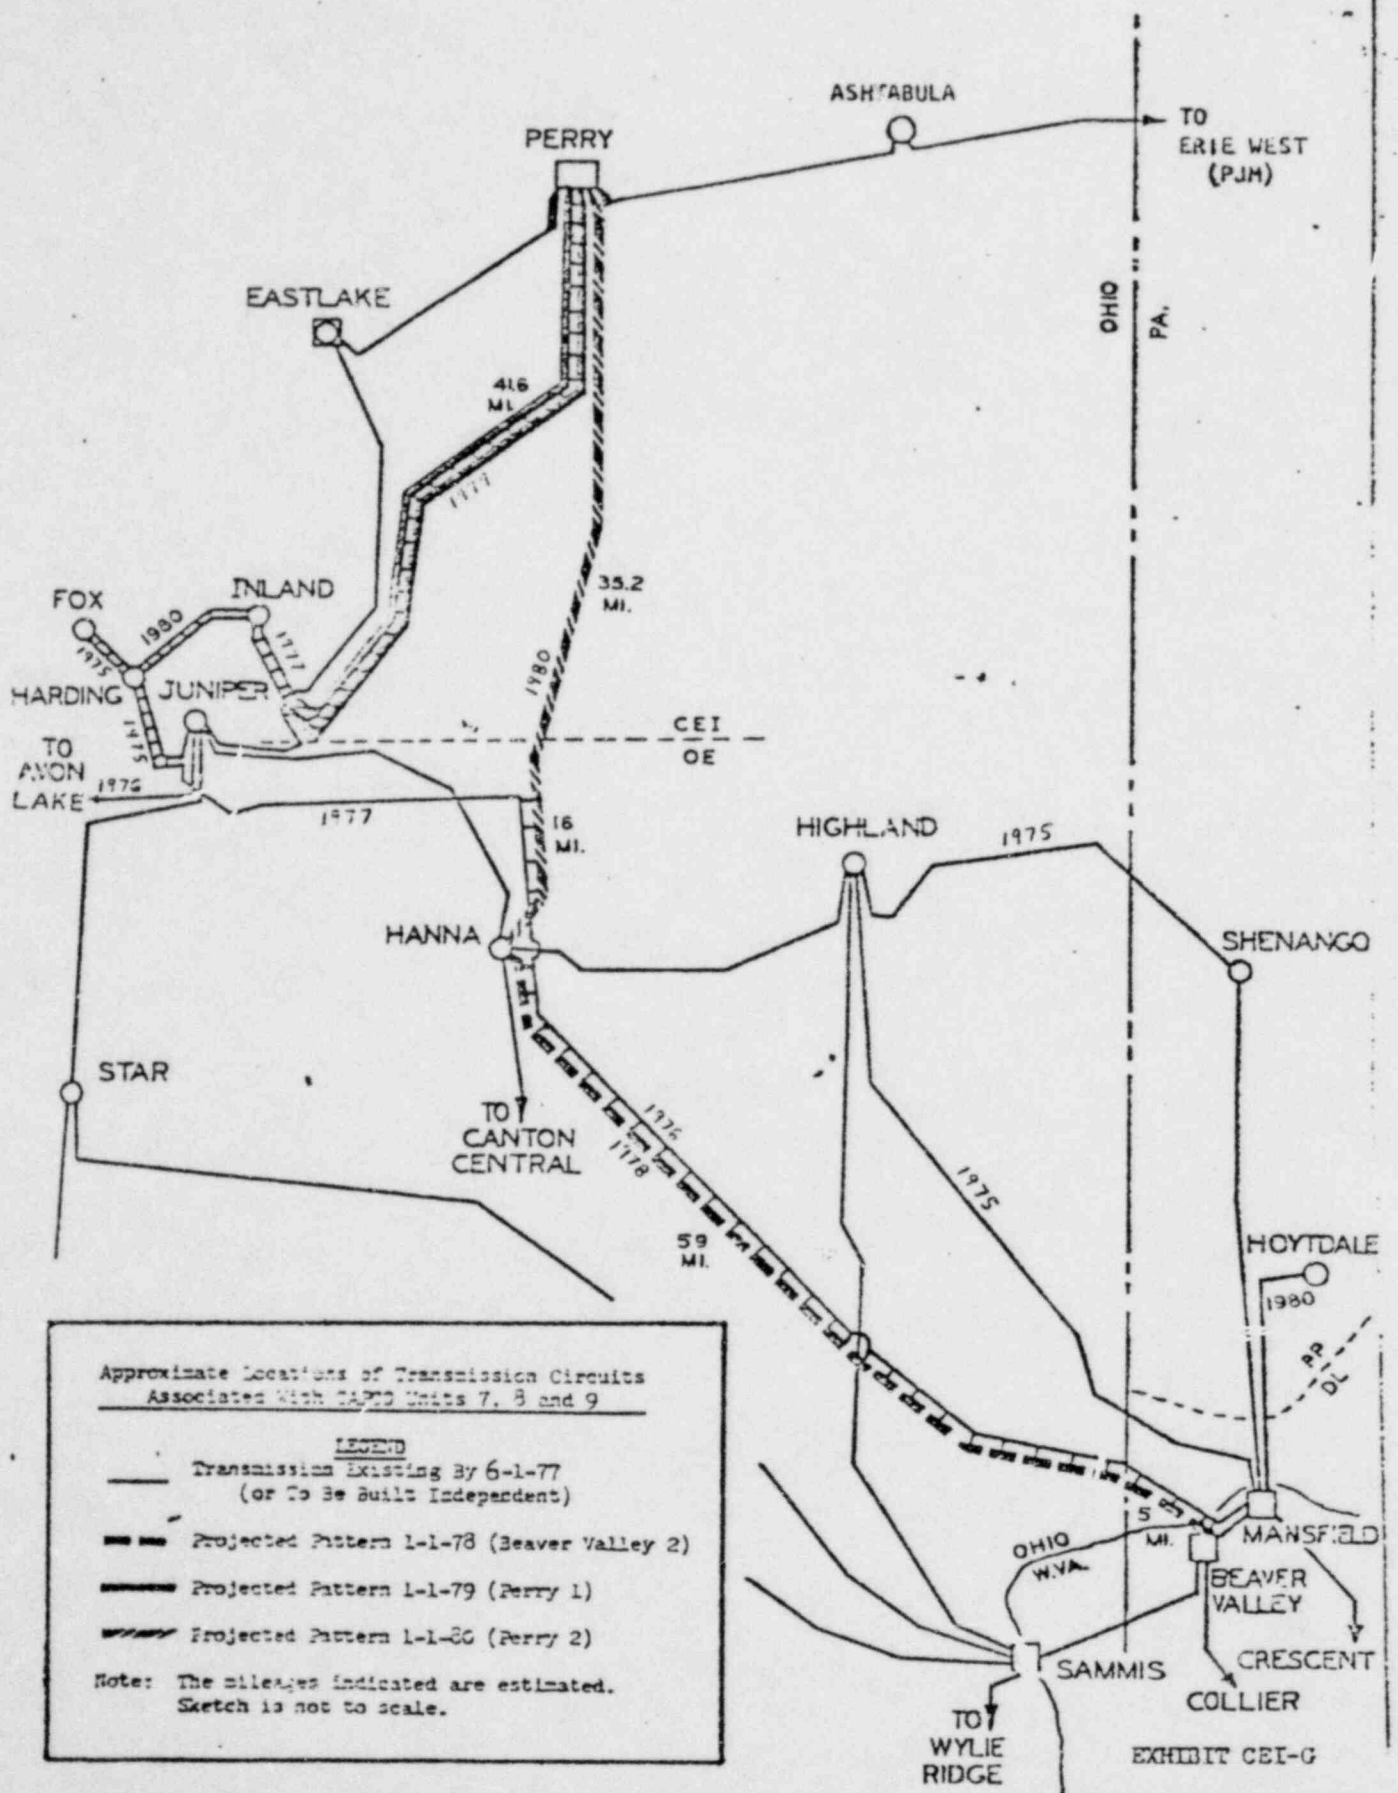 ASHTABULA
PERRY
TO
ERIE WEST
(PJM)
EASTLAKE
OHIO
PA.
41.6
MI.
35.2
MI.
FOX
1980
INLAND
1975
1977
HARDING
JUNIPER
1975
1980
CEI
OE
TO
AVON
LAKE
1976
1977
16
MI.
HIGHLAND
1975
HANNA
SHENANGO
STAR
TO
CANTON
CENTRAL
1976
1978
1975
59
MI.
HOYTDALE
1980
PP
DL
Approximate Locations of Transmission Circuits
Associated With CAPCO Units 7, 8 and 9
LEGEND
Transmission Existing By 6-1-77
(or To Be Built Independent)
Projected Pattern 1-1-78 (Beaver Valley 2)
Projected Pattern 1-1-79 (Perry 1)
Projected Pattern 1-1-80 (Perry 2)
Note: The mileages indicated are estimated.
Sketch is not to scale.
5
MI.
OHIO
W.VA.
MANSFIELD
BEAVER
VALLEY
CRESCENT
SAMMIS
COLLIER
TO
WYLIE
RIDGE
EXHIBIT CEI-G